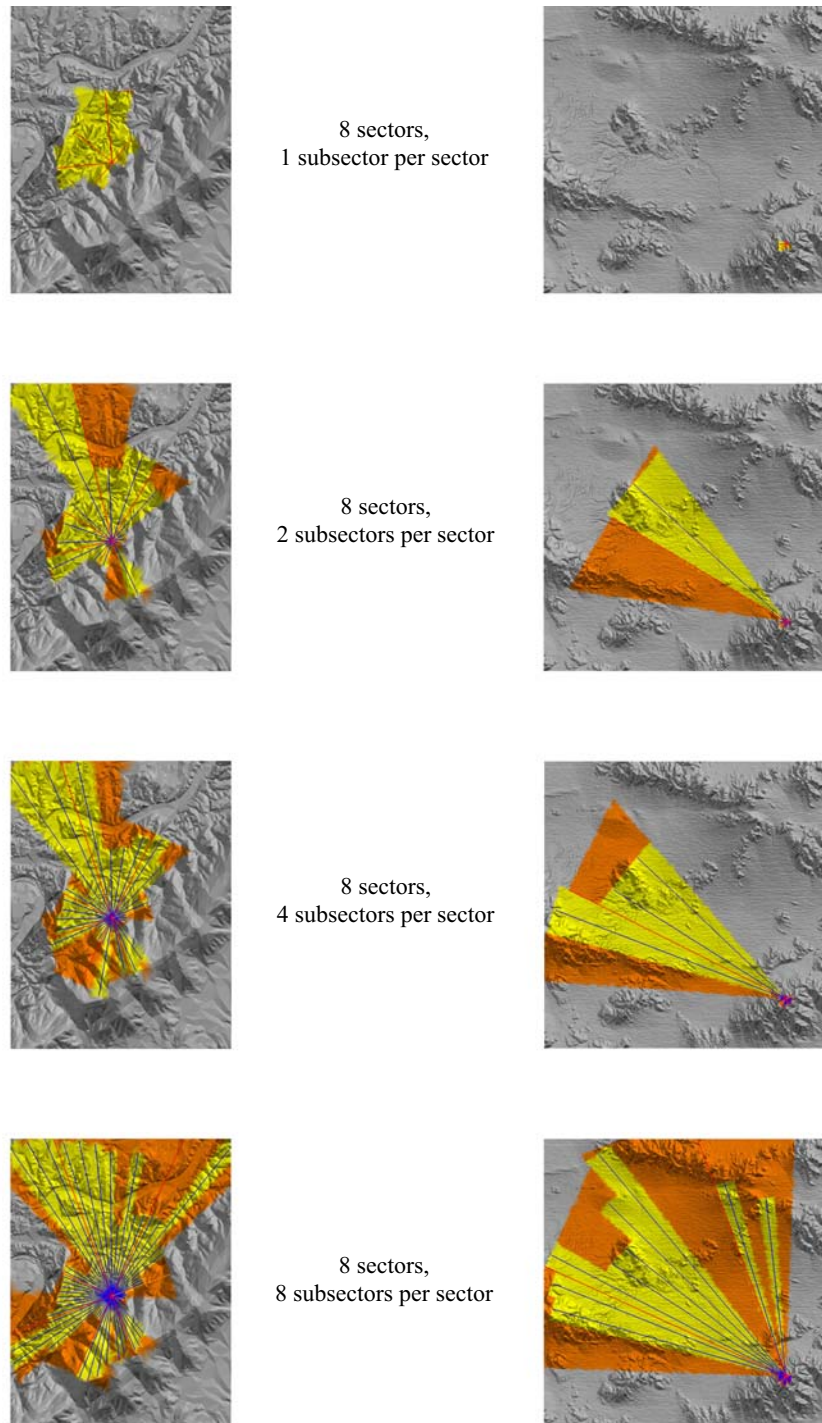 8 sectors,
1 subsector per sector
8 sectors,
2 subsectors per sector
8 sectors,
4 subsectors per sector
8 sectors,
8 subsectors per sector